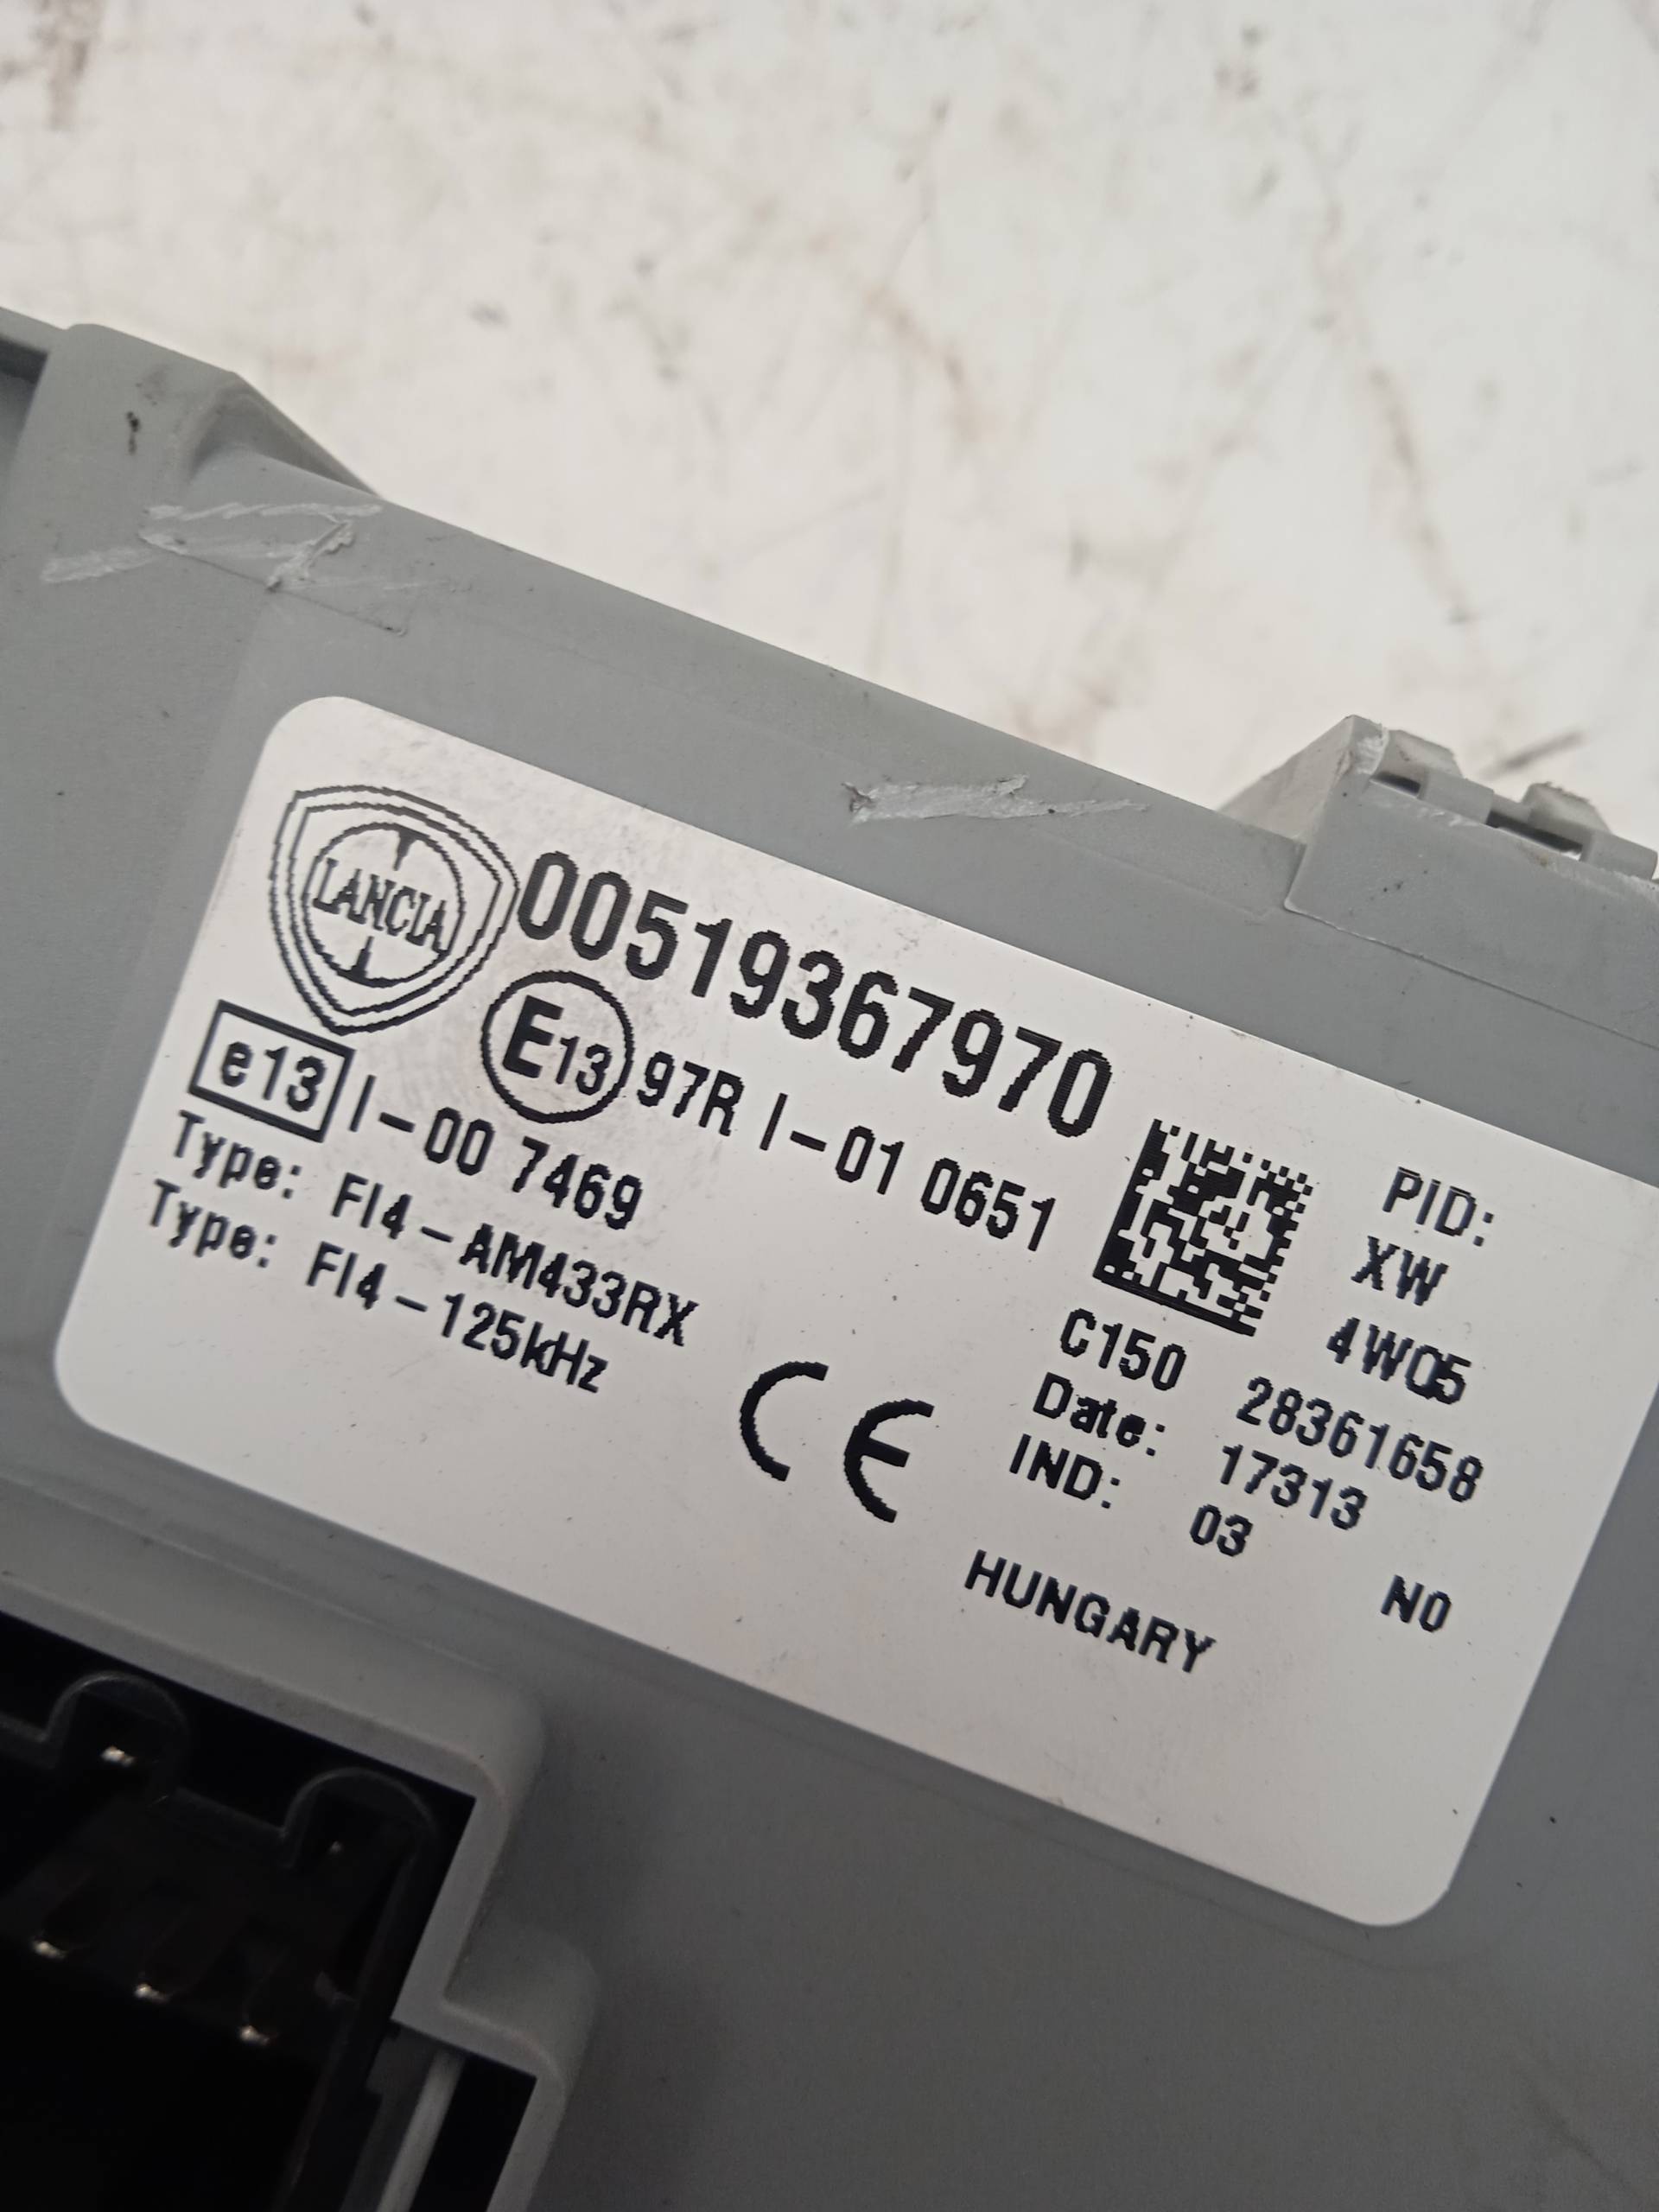 LANCIA
00519367970
E13 97R I-01 0651
e13 I-00 7469
Type: FI4-AM433RX
Type: FI4-125kHz
CE
PID:
XW
4W05
C150 28361658
Date: 17313
IND: 03
N0
HUNGARY